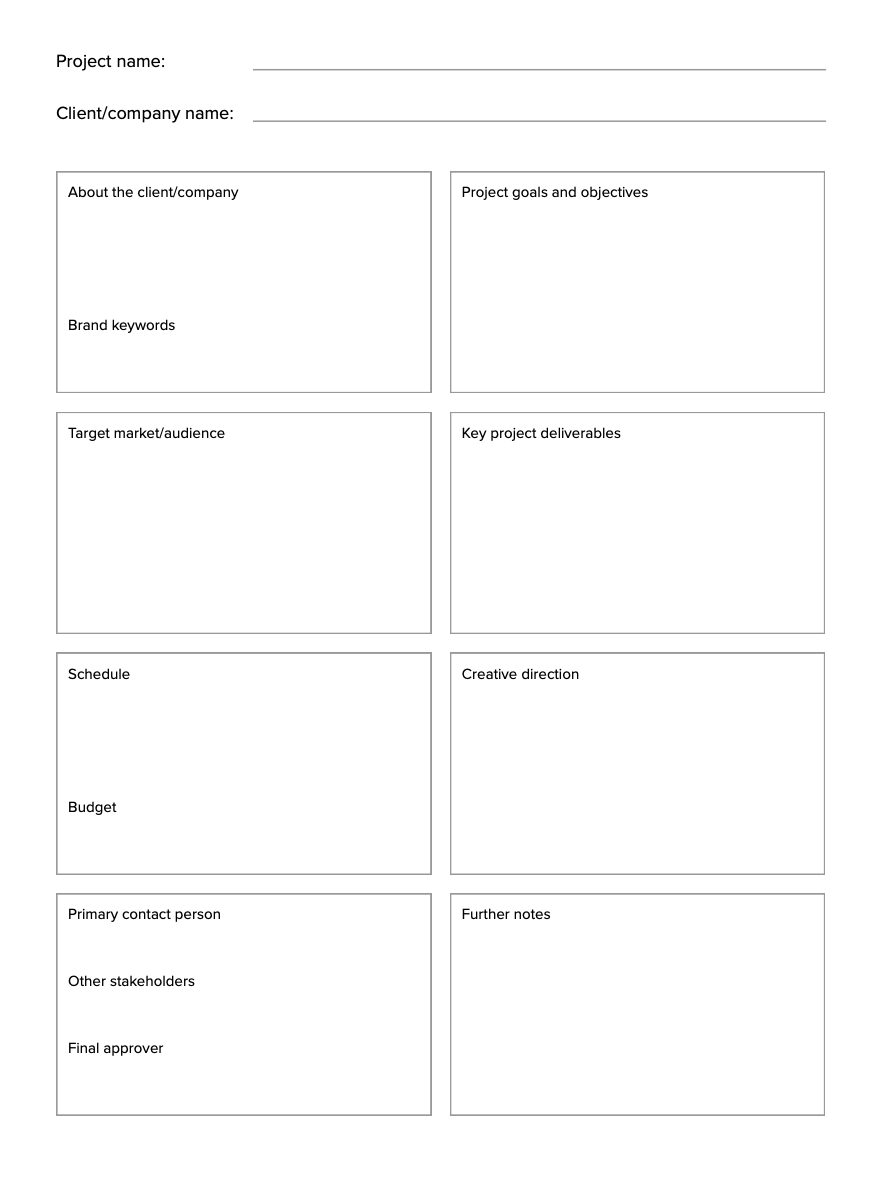 Project name:
Client/company name:
About the client/company
Brand keywords
Project goals and objectives
Target market/audience
Key project deliverables
Schedule
Budget
Creative direction
Primary contact person
Other stakeholders
Final approver
Further notes